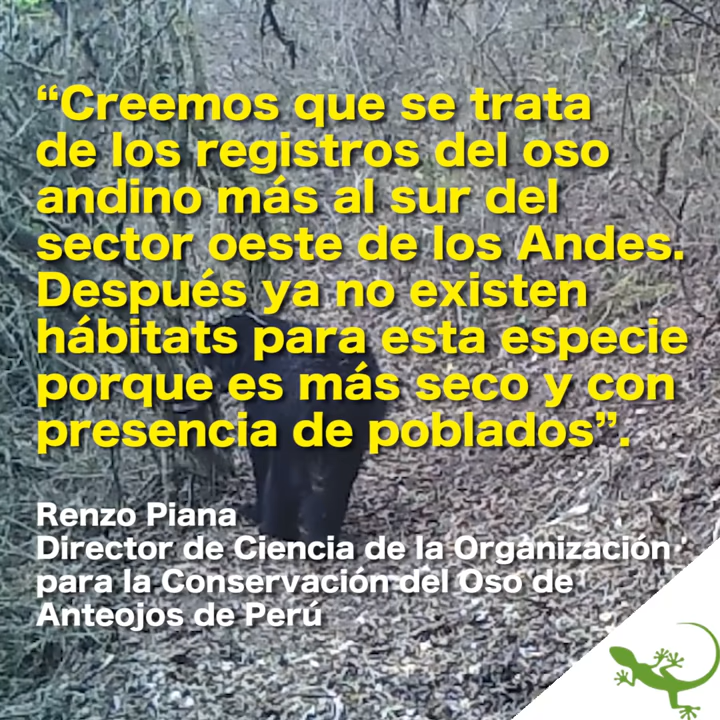 “Creemos que se trata
de los registros del oso
andino más al sur del
sector oeste de los Andes.
Después ya no existen
hábitats para esta especie
porque es más seco y con
presencia de poblados”.
Renzo Piana
Director de Ciencia de la Organización
para la Conservación del Oso de
Anteojos de Perú